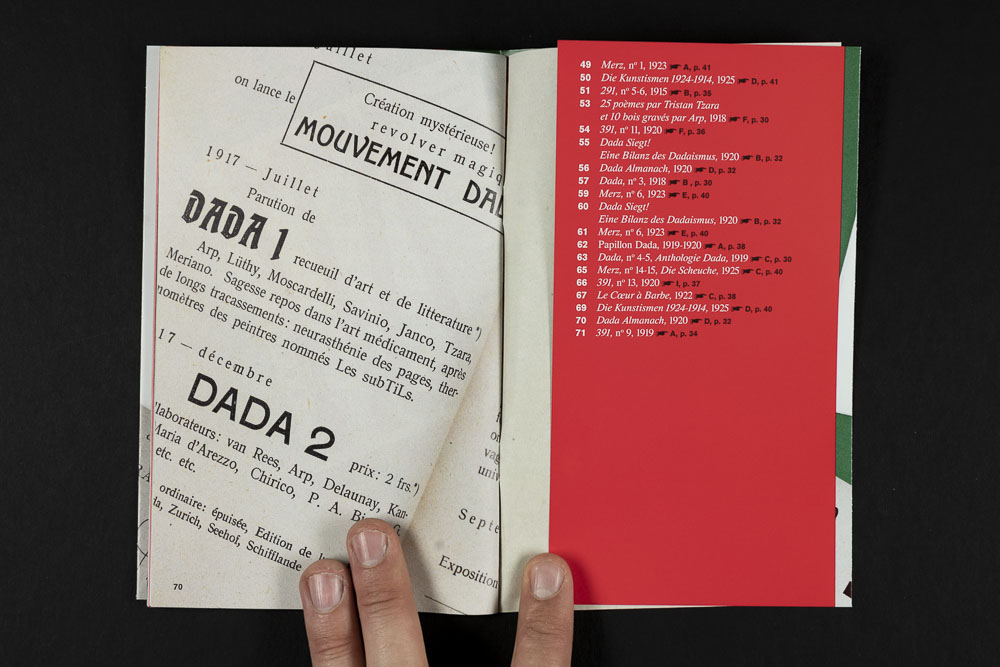 Juillet
on lance le
Création mystérieuse!
revolver magiq
MOUVEMENT DAD
1917 — Juillet
Parution de
DADA 1 recueuil d'art et de litterature*)
Arp, Lüthy, Moscardelli, Savinio, Janco, Tzara,
Meriano. Sagesse repos dans l'art médicament, après
de longs tracassements: neurasthénie des pages, ther-
nomètres des peintres nommés Les subTiLs.
17 — décembre
DADA 2 prix: 2 frs.*)
llaborateurs: van Rees, Arp, Delaunay, Kan-
Maria d'Arezzo, Chirico, P. A.
etc. etc.
ordinaire: épuisée, Edition de
Zurich, Seehof, Schifflande
70
vag
univ
Septe
Exposition
49 Merz, nº 1, 1923 A, p. 41
50 Die Kunstismen 1924-1914, 1925 D, p. 41
51 291, nº 5-6, 1915 B, p. 35
53 25 poèmes par Tristan Tzara
et 10 bois gravés par Arp, 1918 F, p. 30
54 391, nº 11, 1920 F, p. 36
55 Dada Siegt!
Eine Bilanz des Dadaismus, 1920 B, p. 32
56 Dada Almanach, 1920 D, p. 32
57 Dada, nº 3, 1918 B, p. 30
59 Merz, nº 6, 1923 E, p. 40
60 Dada Siegt!
Eine Bilanz des Dadaismus, 1920 B, p. 32
61 Merz, nº 6, 1923 E, p. 40
62 Papillon Dada, 1919-1920 A, p. 38
63 Dada, nº 4-5, Anthologie Dada, 1919 C, p. 30
65 Merz, nº 14-15, Die Scheuche, 1925 C, p. 40
66 391, nº 13, 1920 I, p. 37
67 Le Cœur à Barbe, 1922 C, p. 38
69 Die Kunstismen 1924-1914, 1925 D, p. 40
70 Dada Almanach, 1920 D, p. 32
71 391, nº 9, 1919 A, p. 34